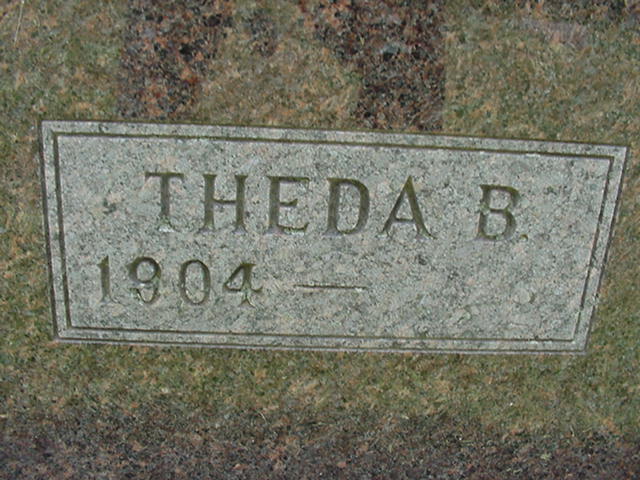 THEDA B.
1904 —